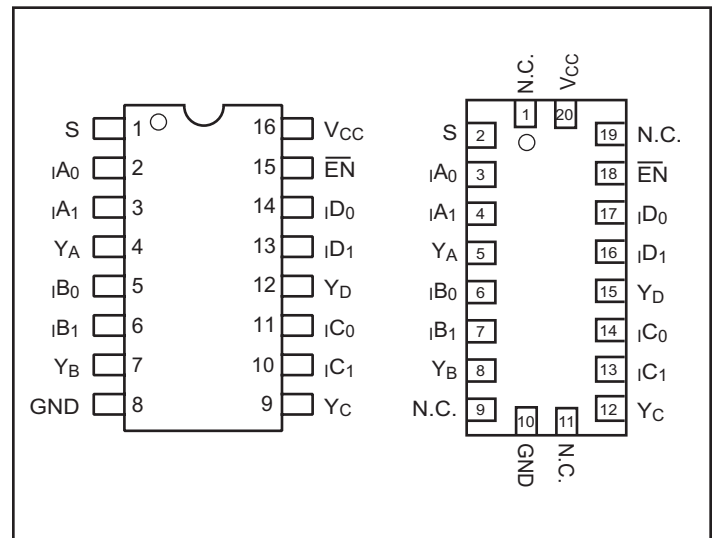 S 1 16 VCC
IA0 2 15 EN
IA1 3 14 ID0
YA 4 13 ID1
IB0 5 12 YD
IB1 6 11 IC0
YB 7 10 IC1
GND 8 9 YC
N.C. VCC
1 20
S 2 19 N.C.
IA0 3 18 EN
IA1 4 17 ID0
YA 5 16 ID1
IB0 6 15 YD
IB1 7 14 IC0
YB 8 13 IC1
N.C. 9 12 YC
10 11
GND N.C.